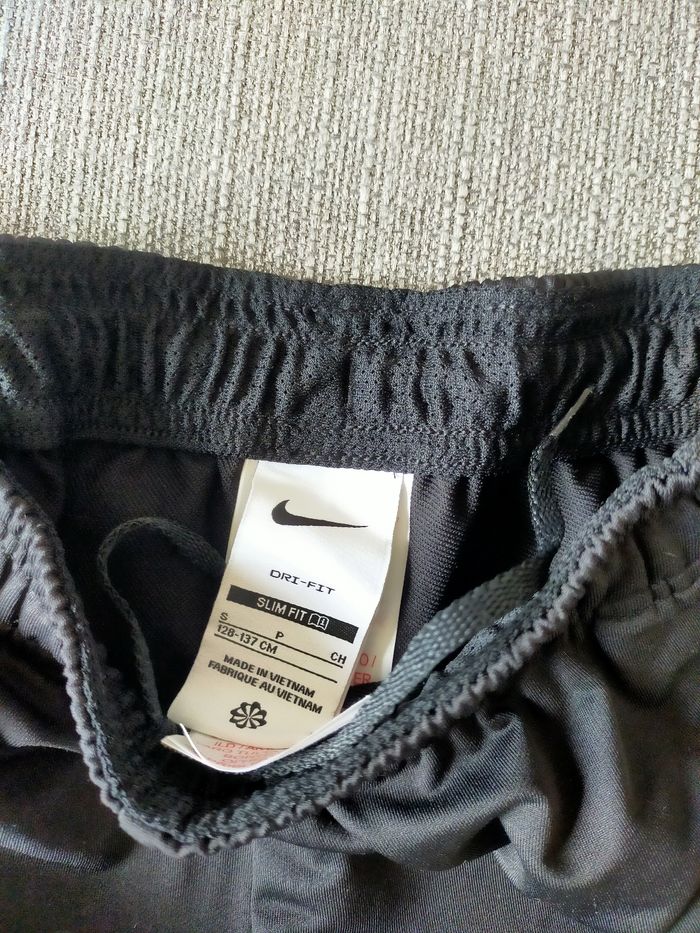 DRI-FIT
SLIM FIT
S P CH
128-137 CM
MADE IN VIETNAM
FABRIQUE AU VIETNAM